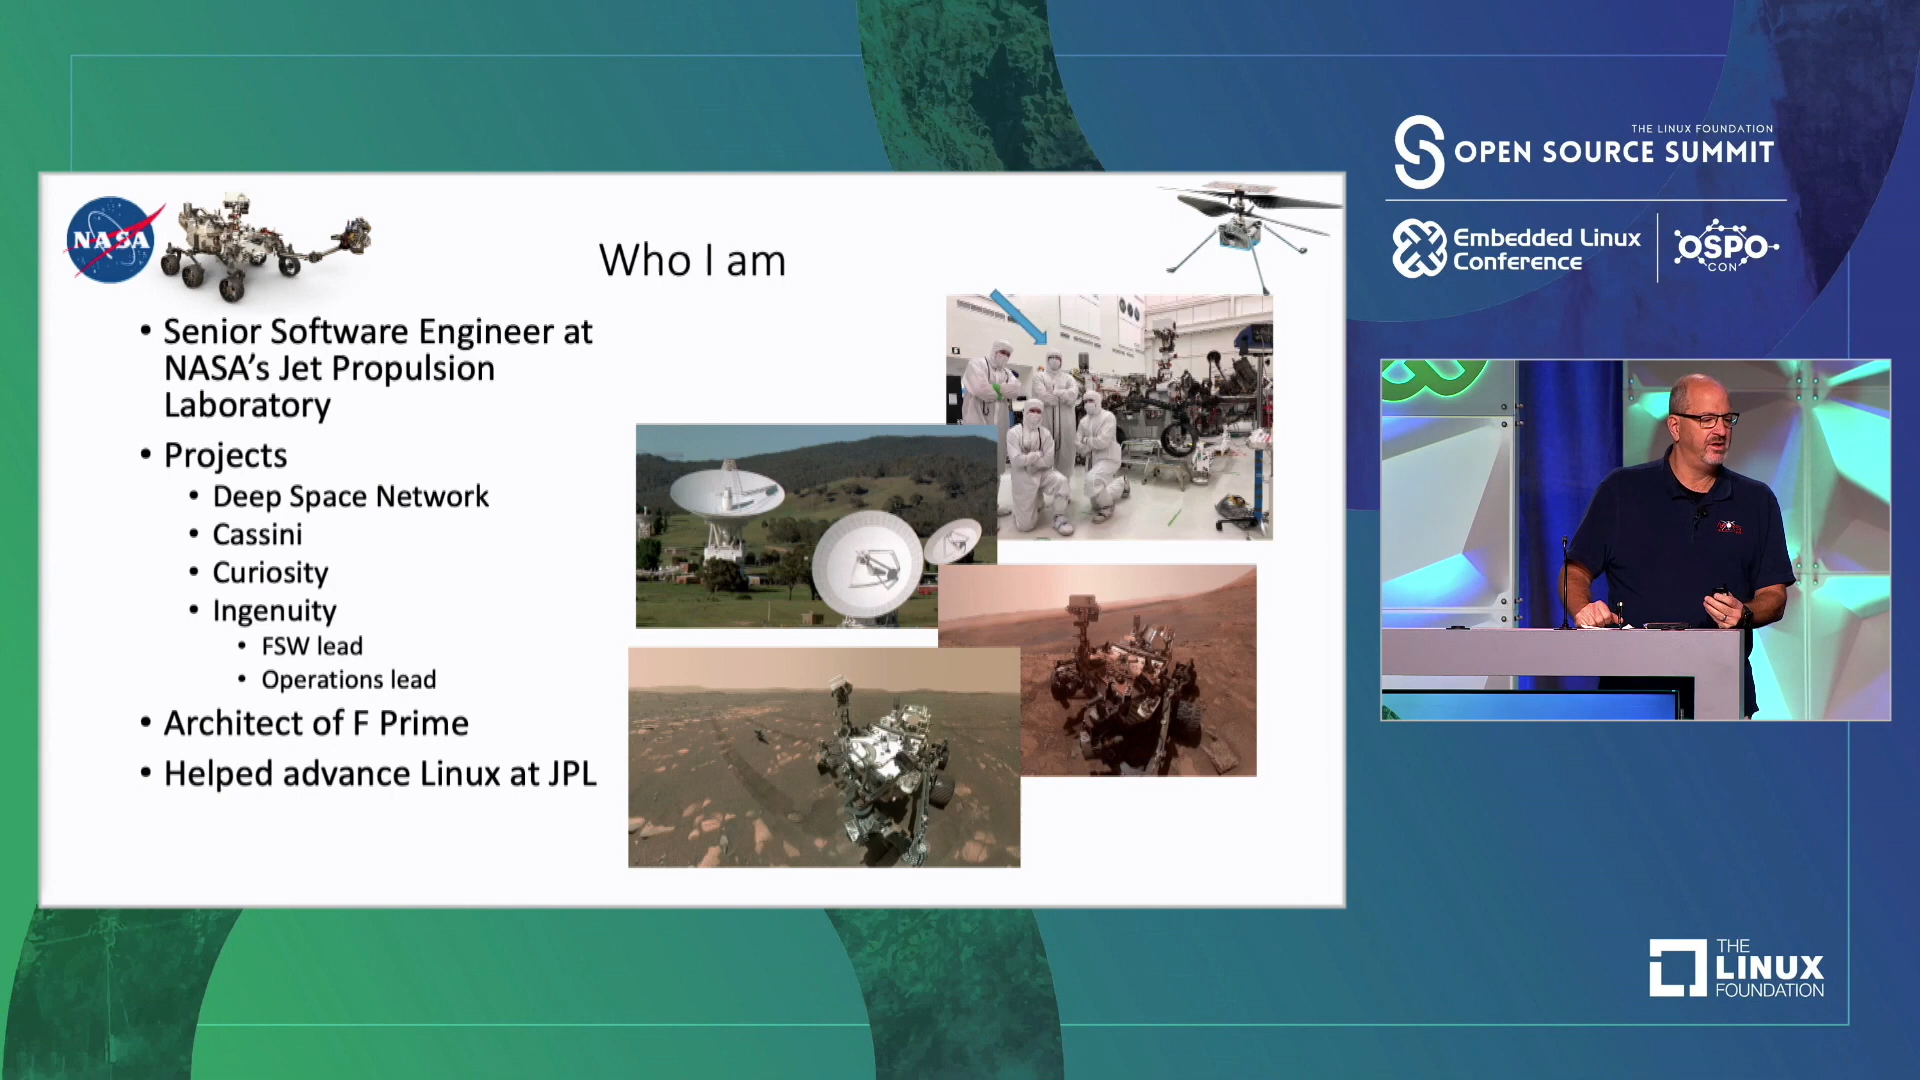 NASA
Who I am
• Senior Software Engineer at
NASA’s Jet Propulsion
Laboratory
• Projects
• Deep Space Network
• Cassini
• Curiosity
• Ingenuity
• FSW lead
• Operations lead
• Architect of F Prime
• Helped advance Linux at JPL
THE LINUX FOUNDATION
OPEN SOURCE SUMMIT
Embedded Linux
Conference
OSPO
CON
THE
LINUX
FOUNDATION